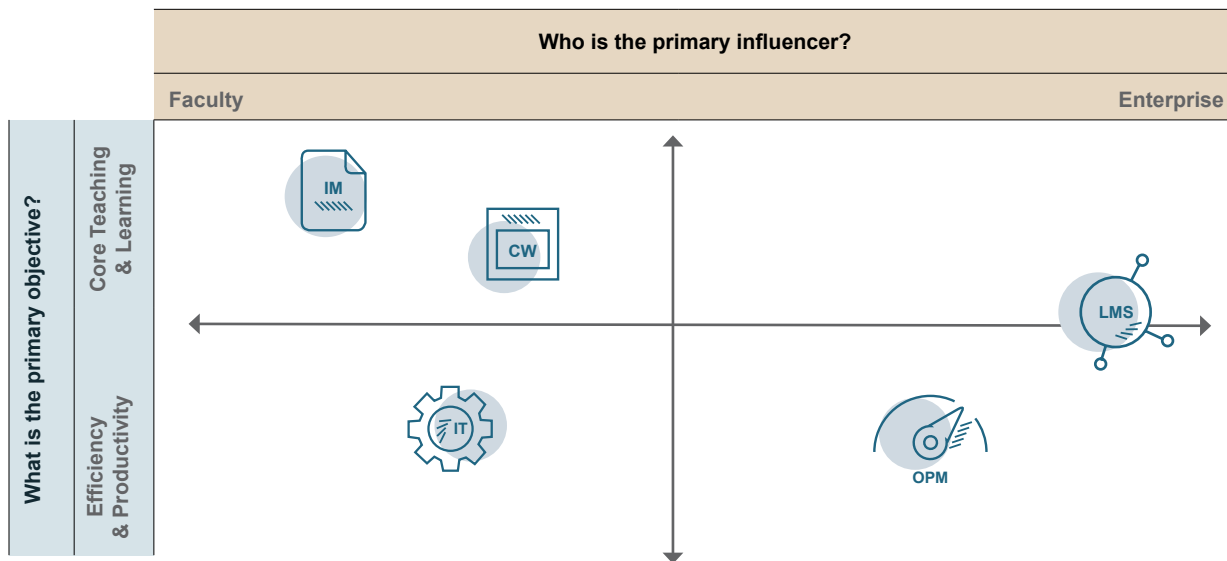 Who is the primary influencer?
Faculty
Enterprise
What is the primary objective?
Core Teaching
& Learning
Efficiency
& Productivity
IM
CW
LMS
IT
OPM